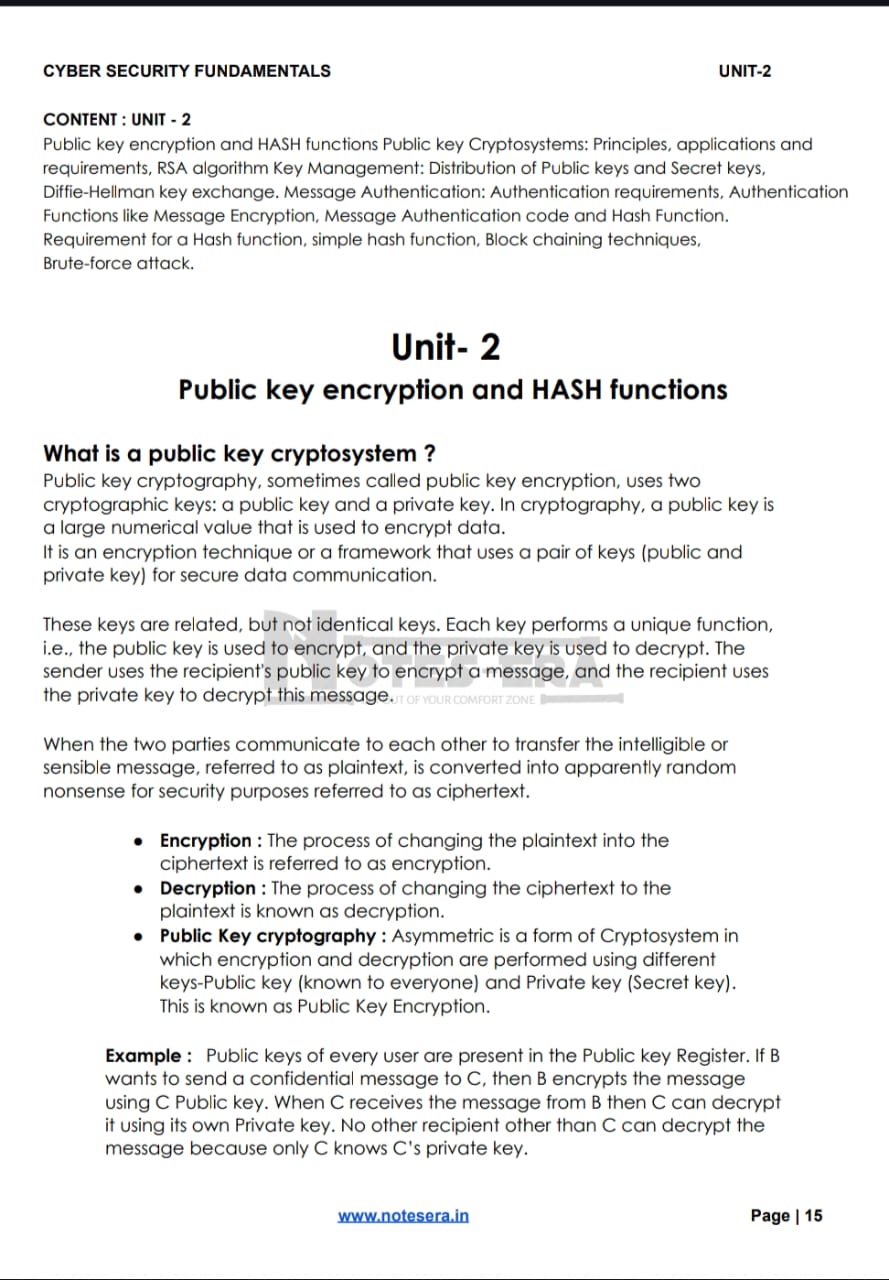 CYBER SECURITY FUNDAMENTALS UNIT-2
CONTENT : UNIT - 2
Public key encryption and HASH functions Public key Cryptosystems: Principles, applications and
requirements, RSA algorithm Key Management: Distribution of Public keys and Secret keys,
Diffie-Hellman key exchange. Message Authentication: Authentication requirements, Authentication
Functions like Message Encryption, Message Authentication code and Hash Function.
Requirement for a Hash function, simple hash function, Block chaining techniques,
Brute-force attack.
Unit- 2
Public key encryption and HASH functions
What is a public key cryptosystem ?
Public key cryptography, sometimes called public key encryption, uses two
cryptographic keys: a public key and a private key. In cryptography, a public key is
a large numerical value that is used to encrypt data.
It is an encryption technique or a framework that uses a pair of keys (public and
private key) for secure data communication.
These keys are related, but not identical keys. Each key performs a unique function,
i.e., the public key is used to encrypt, and the private key is used to decrypt. The
sender uses the recipient's public key to encrypt a message, and the recipient uses
the private key to decrypt this message.
NOTES ERA
OF YOUR COMFORT ZONE
When the two parties communicate to each other to transfer the intelligible or
sensible message, referred to as plaintext, is converted into apparently random
nonsense for security purposes referred to as ciphertext.
● Encryption : The process of changing the plaintext into the
ciphertext is referred to as encryption.
● Decryption : The process of changing the ciphertext to the
plaintext is known as decryption.
● Public Key cryptography : Asymmetric is a form of Cryptosystem in
which encryption and decryption are performed using different
keys-Public key (known to everyone) and Private key (Secret key).
This is known as Public Key Encryption.
Example : Public keys of every user are present in the Public key Register. If B
wants to send a confidential message to C, then B encrypts the message
using C Public key. When C receives the message from B then C can decrypt
it using its own Private key. No other recipient other than C can decrypt the
message because only C knows C's private key.
www.notesera.in Page | 15